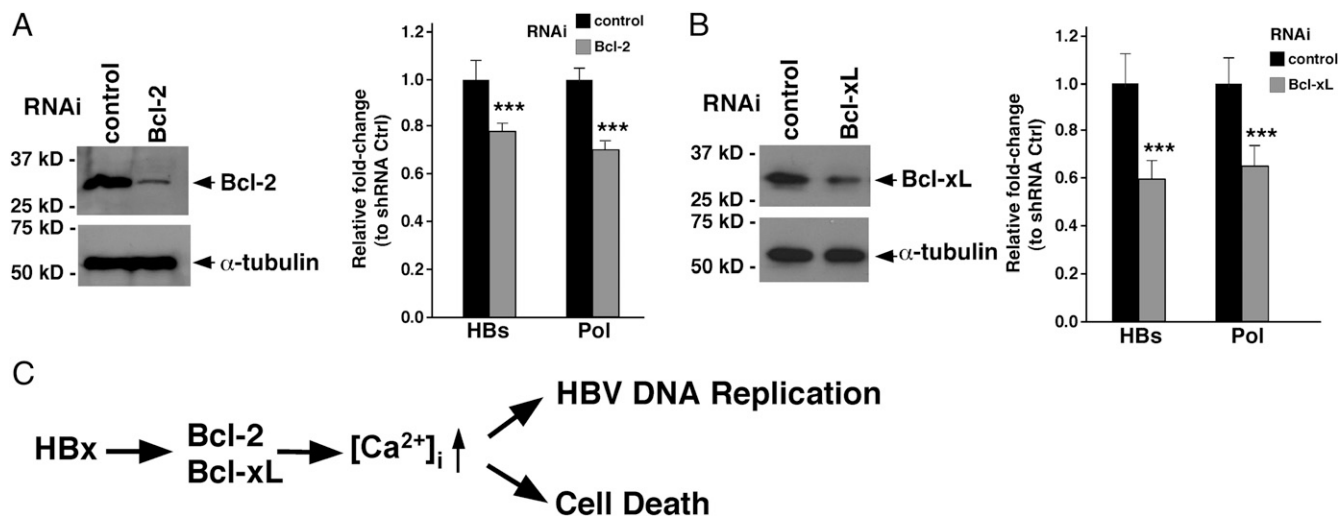 A
RNAi
control
Bcl-2
37 kD -
25 kD -
Bcl-2
75 kD -
50 kD -
α-tubulin
RNAi
control
Bcl-2
Relative fold-change
(to shRNA Ctrl)
1.2
1.0
0.8
0.6
0.4
0.2
0.0
***
***
HBs
Pol
B
RNAi
control
Bcl-xL
37 kD -
25 kD -
Bcl-xL
75 kD -
50 kD -
α-tubulin
RNAi
control
Bcl-xL
Relative fold-change
(to shRNA Ctrl)
1.2
1.0
0.8
0.6
0.4
0.2
0.0
***
***
HBs
Pol
C
HBx
Bcl-2
Bcl-xL
[Ca²⁺]ᵢ
HBV DNA Replication
Cell Death